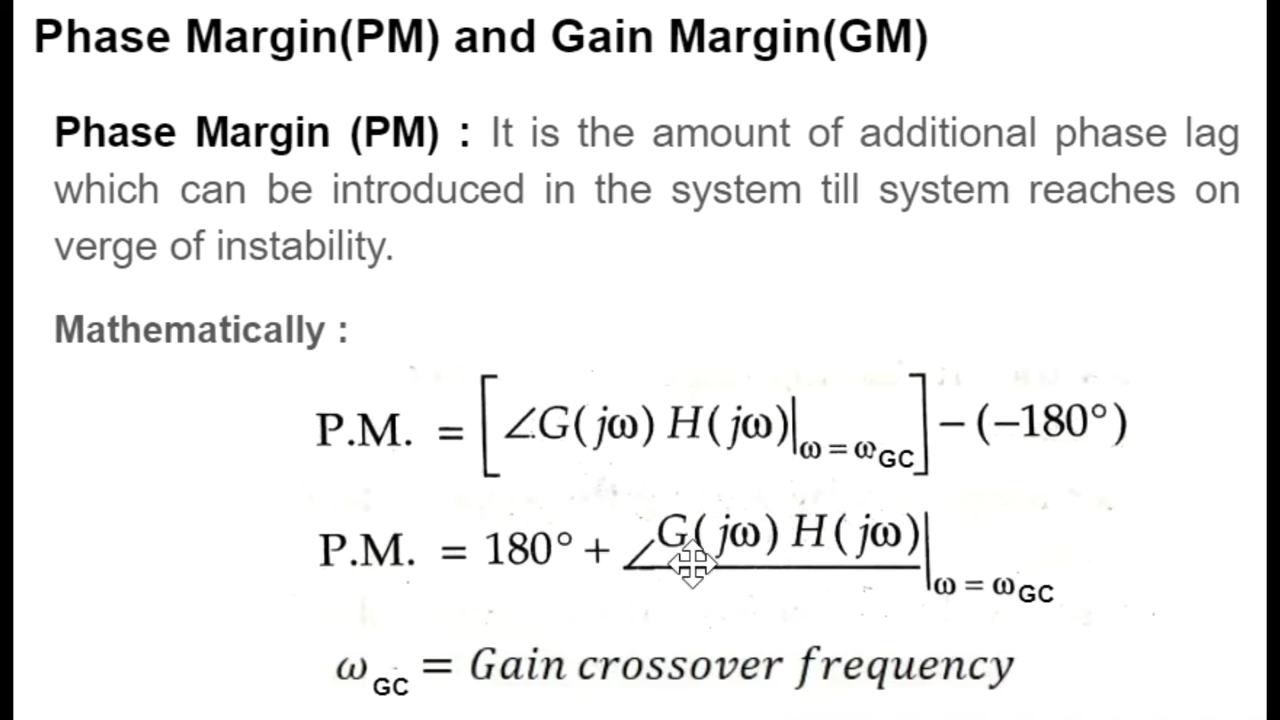 Phase Margin(PM) and Gain Margin(GM)
Phase Margin (PM) : It is the amount of additional phase lag
which can be introduced in the system till system reaches on
verge of instability.
Mathematically :
P.M. = [∠G(jω) H(jω)|ω = ωGC] – (–180°)
P.M. = 180° + ∠G(jω) H(jω)|ω = ωGC
ωGC = Gain crossover frequency